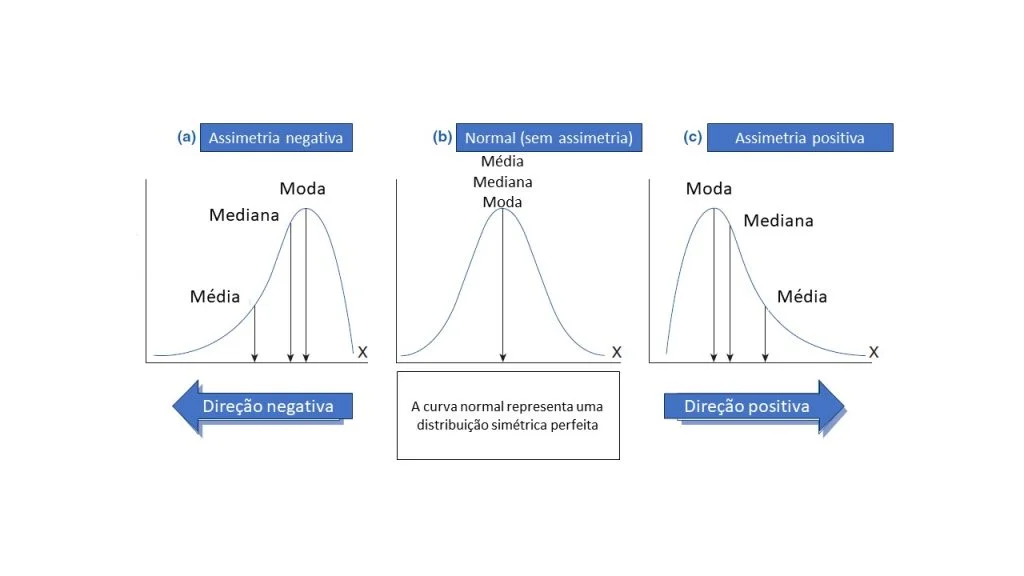 (a) Assimetria negativa
Moda
Mediana
Média
X
Direção negativa
(b) Normal (sem assimetria)
Média
Mediana
Moda
X
A curva normal representa uma
distribuição simétrica perfeita
(c) Assimetria positiva
Moda
Mediana
Média
X
Direção positiva